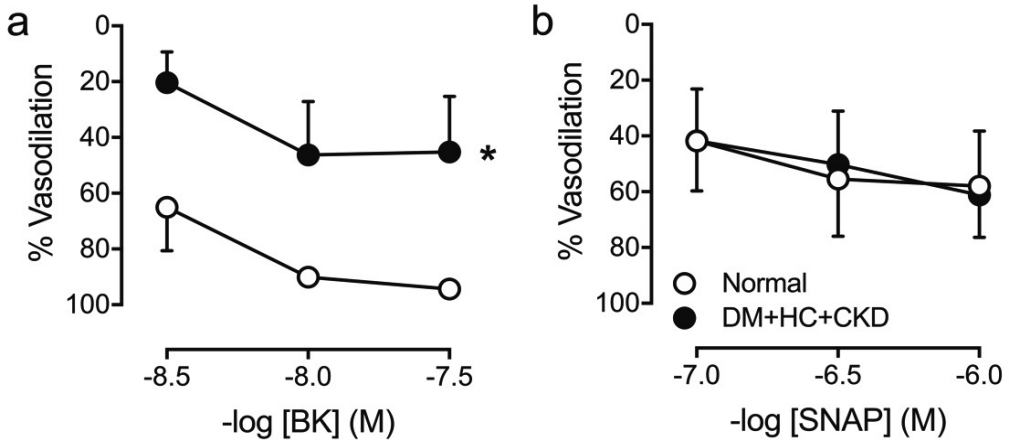 a
% Vasodilation
0
20
40
60
80
100
*
-8.5 -8.0 -7.5
-log [BK] (M)
b
% Vasodilation
0
20
40
60
80
100
Normal
DM+HC+CKD
-7.0 -6.5 -6.0
-log [SNAP] (M)